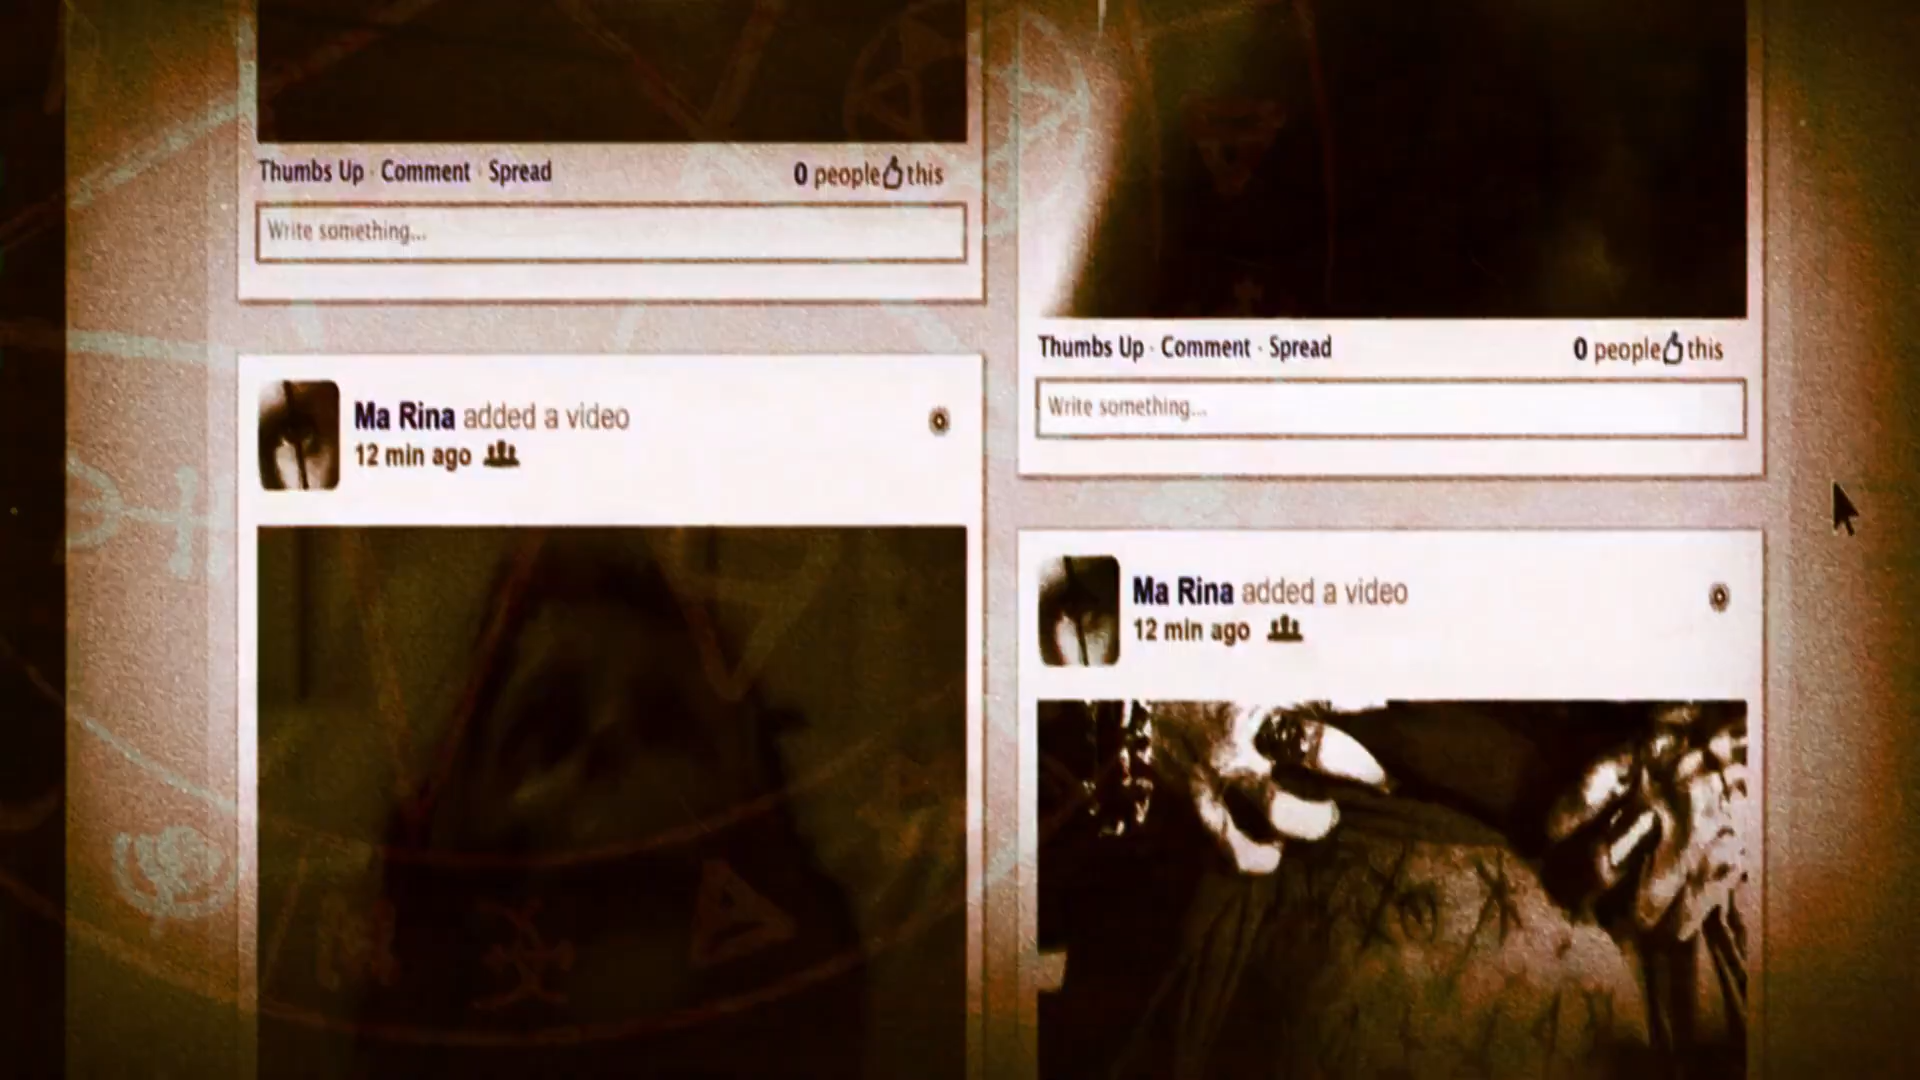 Thumbs Up · Comment · Spread
0 people this
Write something...
Ma Rina added a video
12 min ago
Thumbs Up · Comment · Spread
0 people this
Write something...
Ma Rina added a video
12 min ago